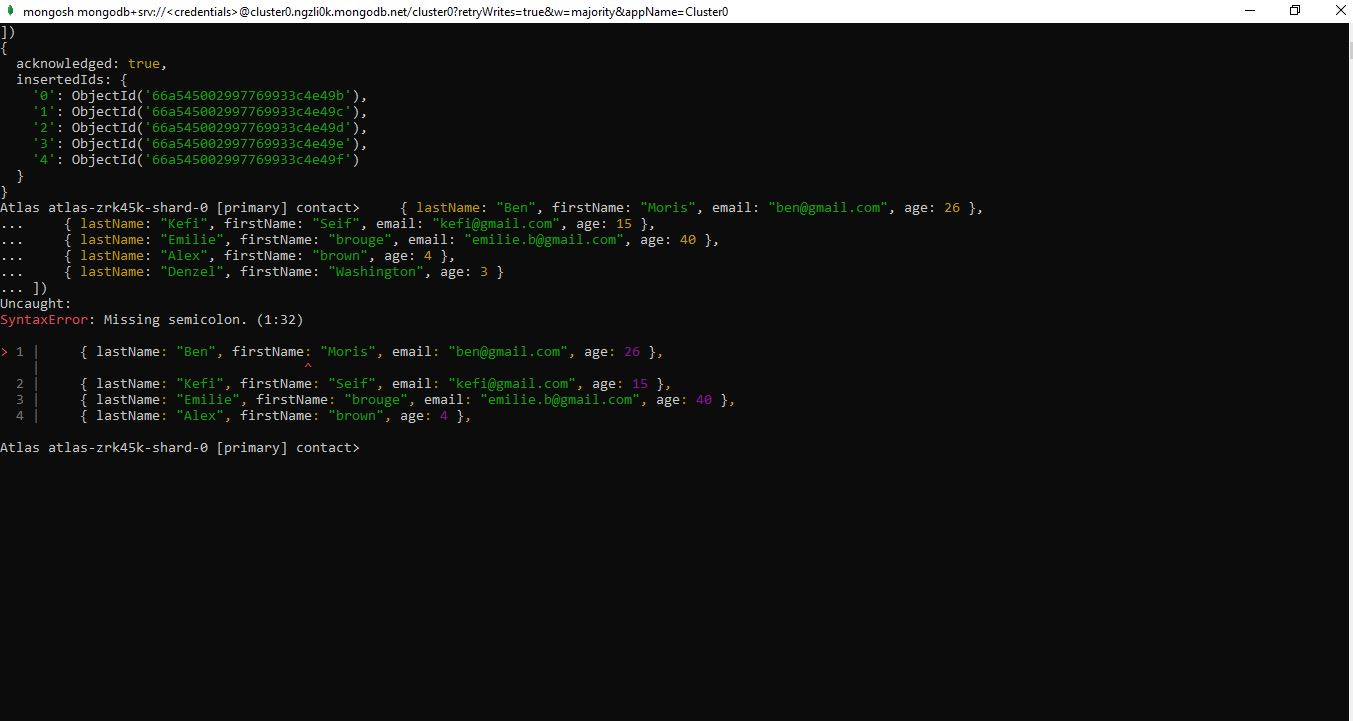 mongosh mongodb+srv://<credentials>@cluster0.ngzli0k.mongodb.net/cluster0?retryWrites=true&w=majority&appName=Cluster0
])
{
  acknowledged: true,
  insertedIds: {
    '0': ObjectId('66a545002997769933c4e49b'),
    '1': ObjectId('66a545002997769933c4e49c'),
    '2': ObjectId('66a545002997769933c4e49d'),
    '3': ObjectId('66a545002997769933c4e49e'),
    '4': ObjectId('66a545002997769933c4e49f')
  }
}
Atlas atlas-zrk45k-shard-0 [primary] contact>     { lastName: "Ben", firstName: "Moris", email: "ben@gmail.com", age: 26 },
...     { lastName: "Kefi", firstName: "Seif", email: "kefi@gmail.com", age: 15 },
...     { lastName: "Emilie", firstName: "brouge", email: "emilie.b@gmail.com", age: 40 },
...     { lastName: "Alex", firstName: "brown", age: 4 },
...     { lastName: "Denzel", firstName: "Washington", age: 3 }
... ])
Uncaught:
SyntaxError: Missing semicolon. (1:32)

> 1 |     { lastName: "Ben", firstName: "Moris", email: "ben@gmail.com", age: 26 },
    |                                 ^
  2 |     { lastName: "Kefi", firstName: "Seif", email: "kefi@gmail.com", age: 15 },
  3 |     { lastName: "Emilie", firstName: "brouge", email: "emilie.b@gmail.com", age: 40 },
  4 |     { lastName: "Alex", firstName: "brown", age: 4 },

Atlas atlas-zrk45k-shard-0 [primary] contact>